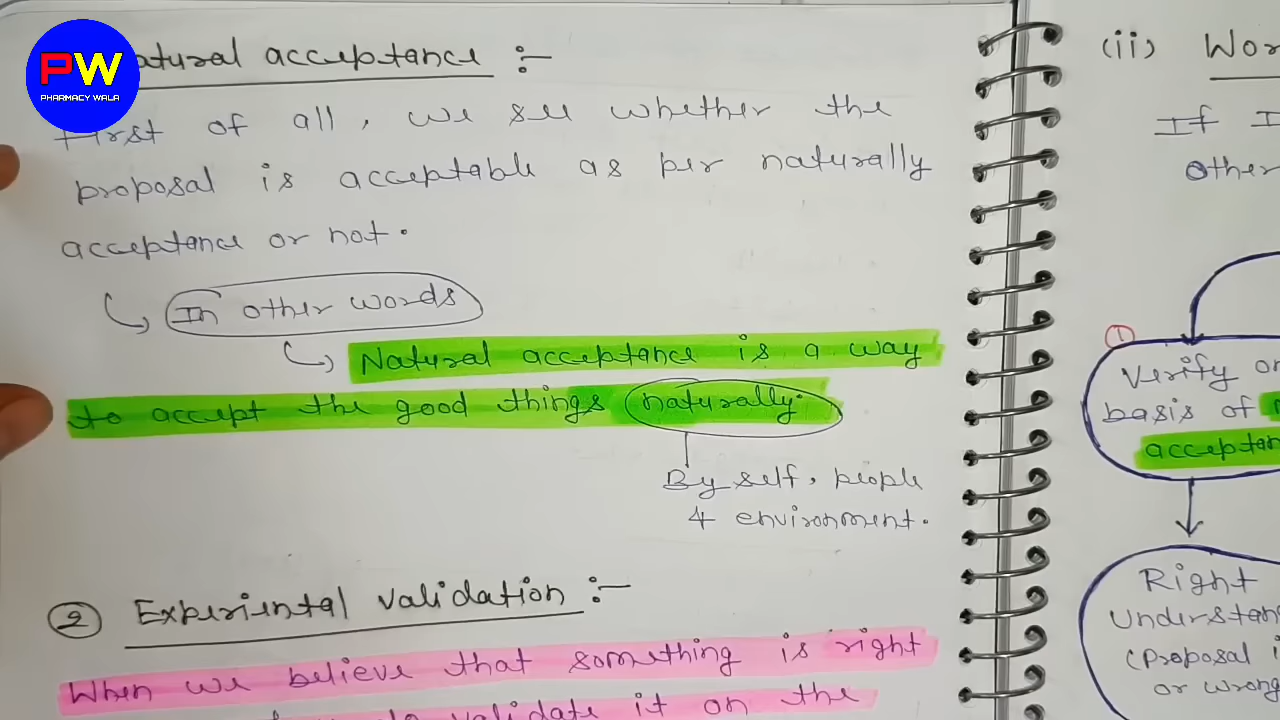 PW
PHARMACY WALA
atural acceptance :-
First of all, we see whether the
proposal is acceptable as per naturally
acceptance or not.
In other words
Natural acceptance is a way
to accept the good things naturally.
By self, people
& environment.
2 Experiental validation :-
When we believe that something is right
validate it on the
(ii) Wor
If I
other
1
Verify on
basis of
acceptan
Right
Understan
(Proposal i
or wrong